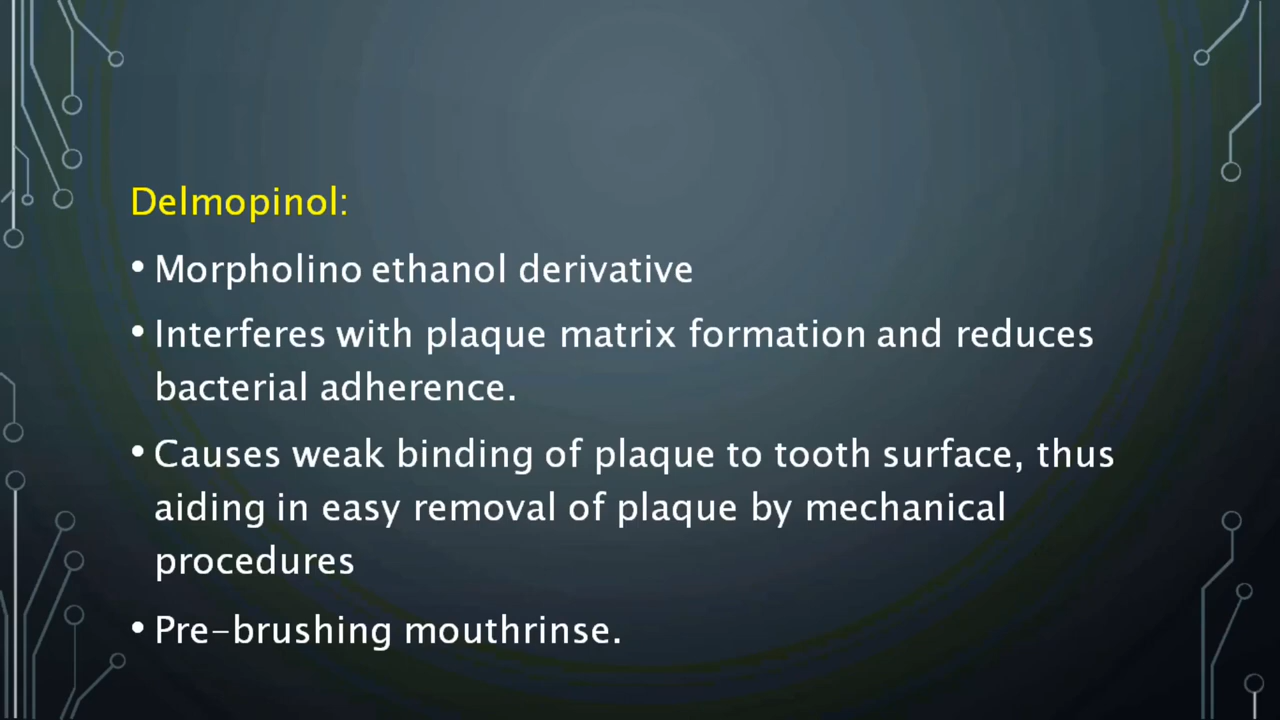 Delmopinol:
• Morpholino ethanol derivative
• Interferes with plaque matrix formation and reduces
bacterial adherence.
• Causes weak binding of plaque to tooth surface, thus
aiding in easy removal of plaque by mechanical
procedures
• Pre-brushing mouthrinse.